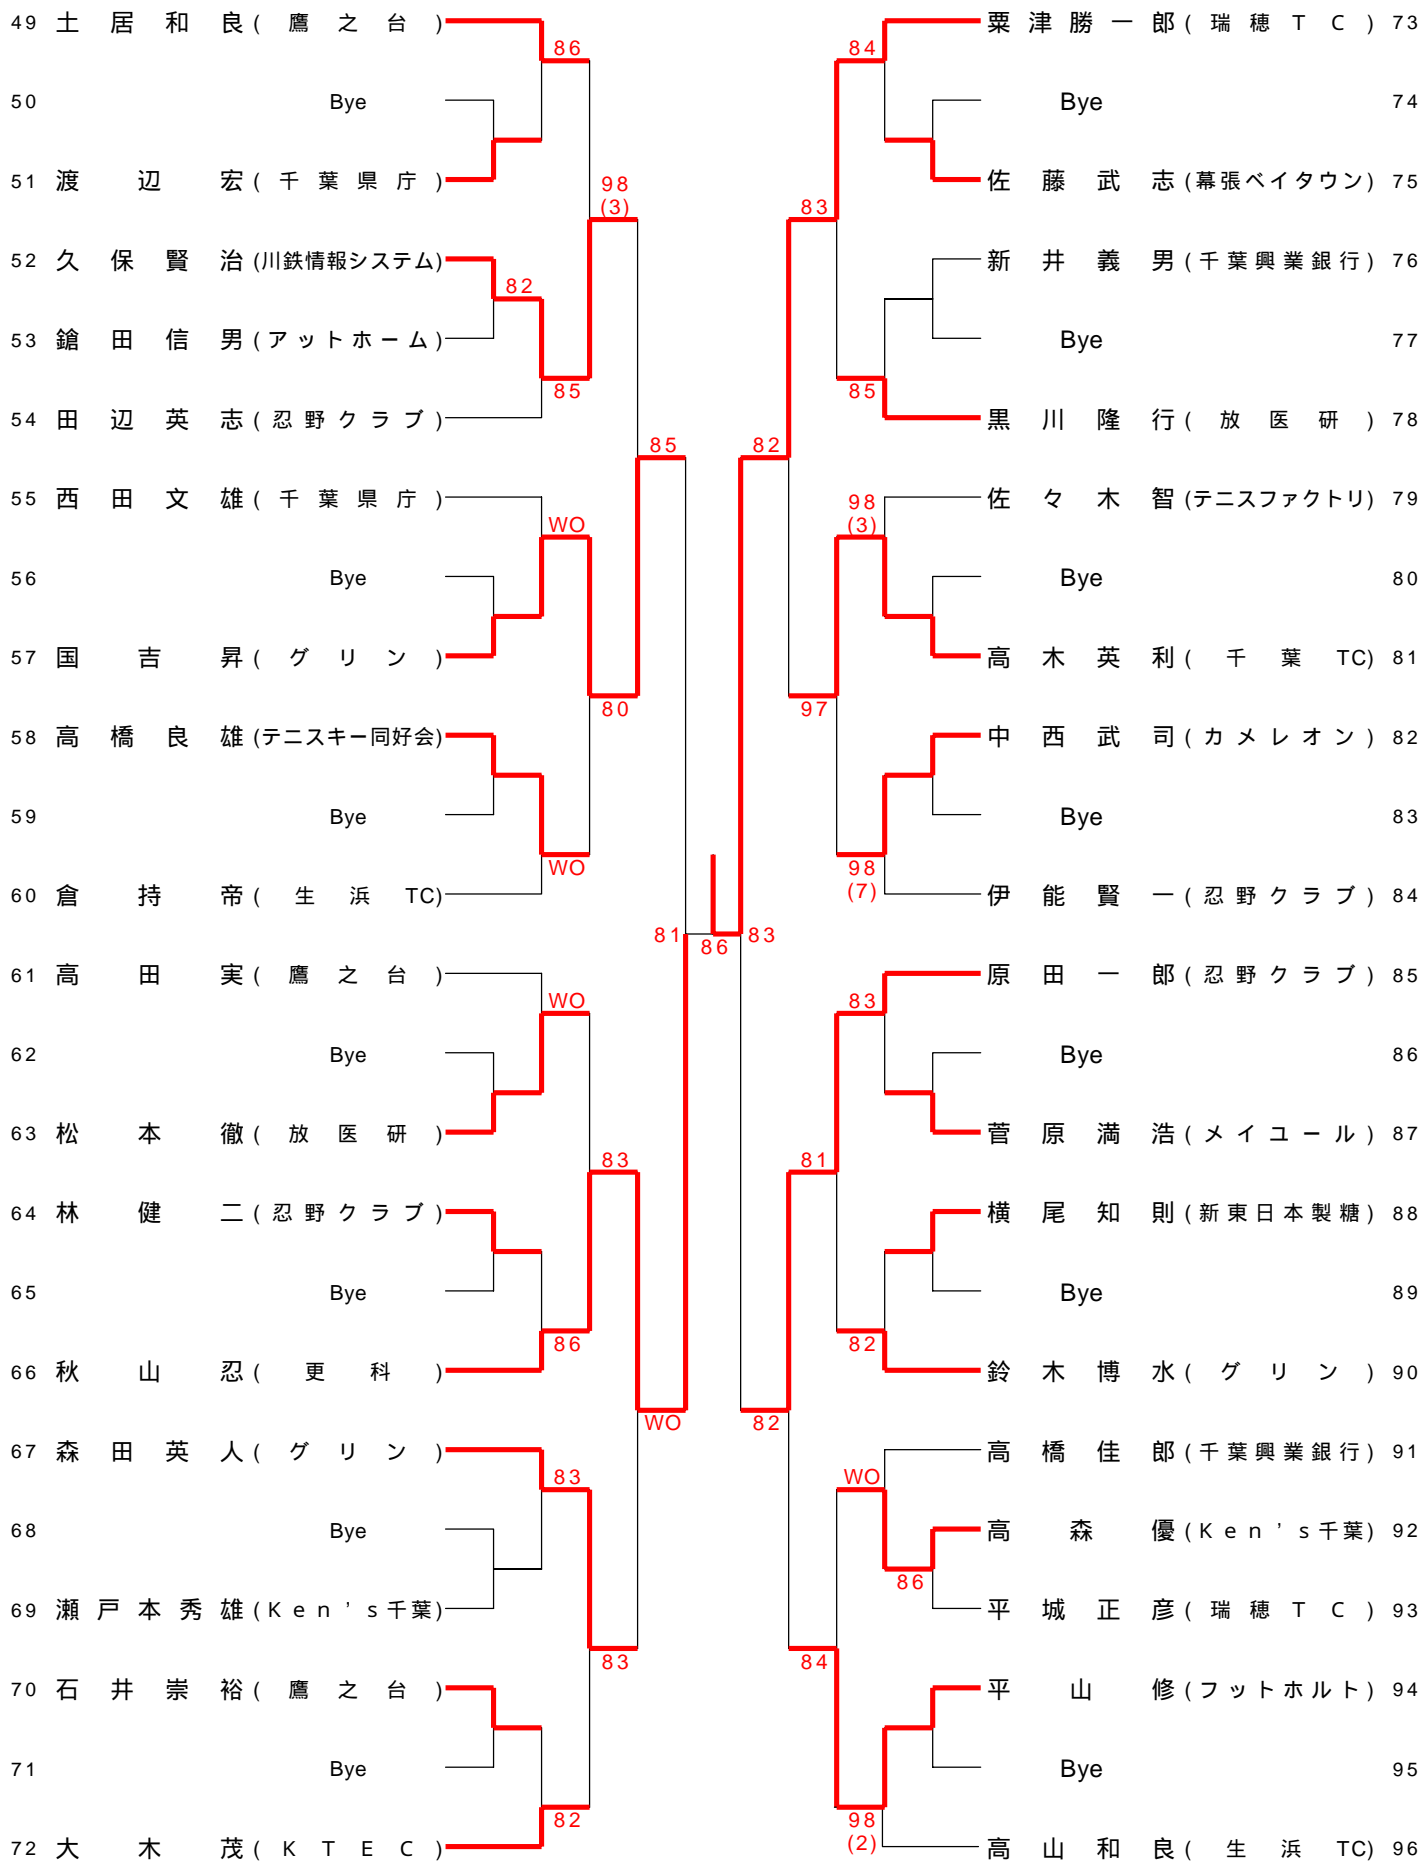 49 土居和良(鷹之台)
86
50 Bye
51 渡辺宏(千葉県庁)
98
(3)
52 久保賢治(川鉄情報システム)
82
53 鎗田信男(アットホーム)
85
54 田辺英志(忍野クラブ)
85
55 西田文雄(千葉県庁)
WO
56 Bye
57 国吉昇(グリン)
80
58 高橋良雄(テニスキー同好会)
59 Bye
WO
60 倉持帝(生浜TC)
81
86
61 高田実(鷹之台)
WO
62 Bye
63 松本徹(放医研)
83
64 林健二(忍野クラブ)
65 Bye
86
66 秋山忍(更科)
WO
67 森田英人(グリン)
83
68 Bye
69 瀬戸本秀雄(Ken's千葉)
83
70 石井崇裕(鷹之台)
71 Bye
82
72 大木茂(KTEC)
粟津勝一郎(瑞穂TC) 73
84
Bye 74
佐藤武志(幕張ベイタウン) 75
83
新井義男(千葉興業銀行) 76
Bye 77
85
黒川隆行(放医研) 78
82
佐々木智(テニスファクトリ) 79
98
(3)
Bye 80
高木英利(千葉TC) 81
97
中西武司(カメレオン) 82
Bye 83
98
(7)
伊能賢一(忍野クラブ) 84
83
原田一郎(忍野クラブ) 85
83
Bye 86
菅原満浩(メイユール) 87
81
横尾知則(新東日本製糖) 88
Bye 89
82
鈴木博水(グリン) 90
82
高橋佳郎(千葉興業銀行) 91
WO
高森優(Ken's千葉) 92
86
平城正彦(瑞穂TC) 93
84
平山修(フットホルト) 94
Bye 95
98
(2)
高山和良(生浜TC) 96